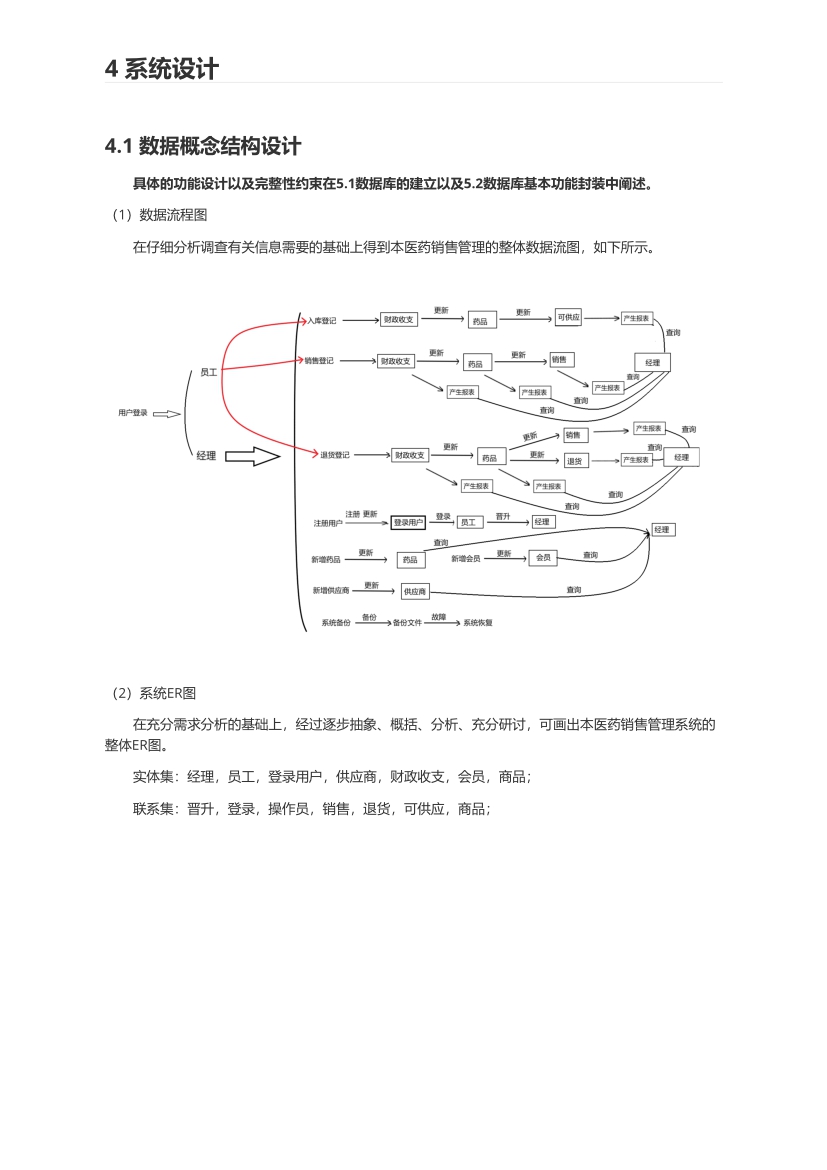 4 系统设计
4.1 数据概念结构设计
具体的功能设计以及完整性约束在5.1数据库的建立以及5.2数据库基本功能封装中阐述。
（1）数据流程图
在仔细分析调查有关信息需要的基础上得到本医药销售管理的整体数据流图，如下所示。
入库登记 财政收支 更新 药品 更新 可供应 产生报表 查询
销售登记 财政收支 更新 药品 更新 销售 经理
产生报表 产生报表 产生报表 查询
查询 查询
员工
用户登录
经理
退货登记 财政收支 更新 药品 更新 销售 产生报表 查询
更新 退货 产生报表 查询 经理
产生报表 产生报表 查询
查询
注册用户 注册 更新 登录用户 登录 员工 晋升 经理
经理
新增药品 更新 药品 查询 新增会员 更新 会员 查询
新增供应商 更新 供应商 查询
系统备份 备份 备份文件 故障 系统恢复
（2）系统ER图
在充分需求分析的基础上，经过逐步抽象、概括、分析、充分研讨，可画出本医药销售管理系统的
整体ER图。
实体集：经理，员工，登录用户，供应商，财政收支，会员，商品；
联系集：晋升，登录，操作员，销售，退货，可供应，商品；